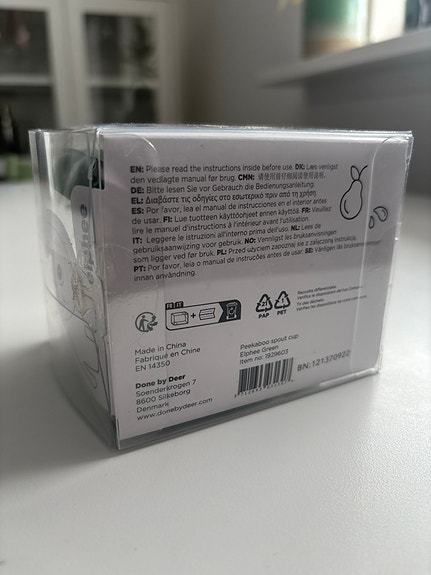 EN: Please read the instructions inside before use. DK: Læs venligst
den vedlagte manual før brug. CMN: 请使用前仔细阅读使用说明。
DE: Bitte lesen Sie vor Gebrauch die Bedienungsanleitung.
EL: Διαβάστε τις οδηγίες στο εσωτερικό πριν από τη χρήση.
ES: Por favor, lea el manual de instrucciones en el interior antes
de usar. FI: Lue tuotteen käyttöohjeet ennen käyttöä. FR: Veuillez
lire le manuel d'instructions à l'intérieur avant l'utilisation.
IT: Leggere le istruzioni all'interno prima dell'uso. NL: Lees de
gebruiksaanwijzing voor gebruik. NO: Vennligst les bruksanvisningen
som ligger ved før bruk. PL: Przed użyciem zapoznaj się z załączoną instrukcją.
PT: Por favor, leia o manual de instruções antes de usar. SE: Vänligen läs bruksanvisningen
innan användning.
elphee
FR IT
21
PAP
1
PET
Raccolta differenziata.
Made in China
Fabriqué en Chine
EN 14350
Done by Deer
Soenderkrogen 7
8600 Silkeborg
Denmark
www.donebydeer.com
Peekaboo spout cup,
Elphee Green
Item no: 1929603
BN: 121370922